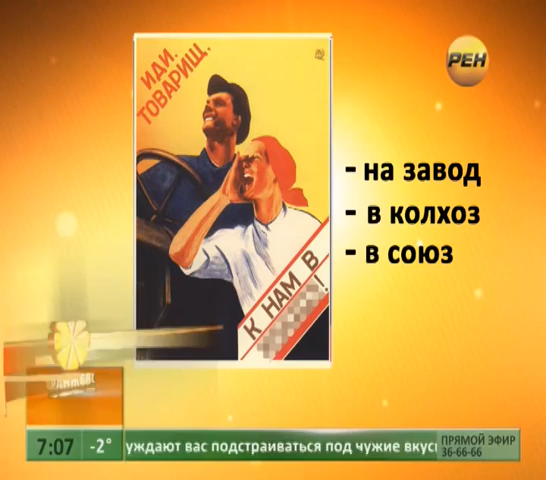 ИДИ,
ТОВАРИЩ,
К НАМ В
!
РЕН
- на завод
- в колхоз
- в союз
7:07
-2°
уждают вас подстраиваться под чужие вкус
ПРЯМОЙ ЭФИР
36-66-66